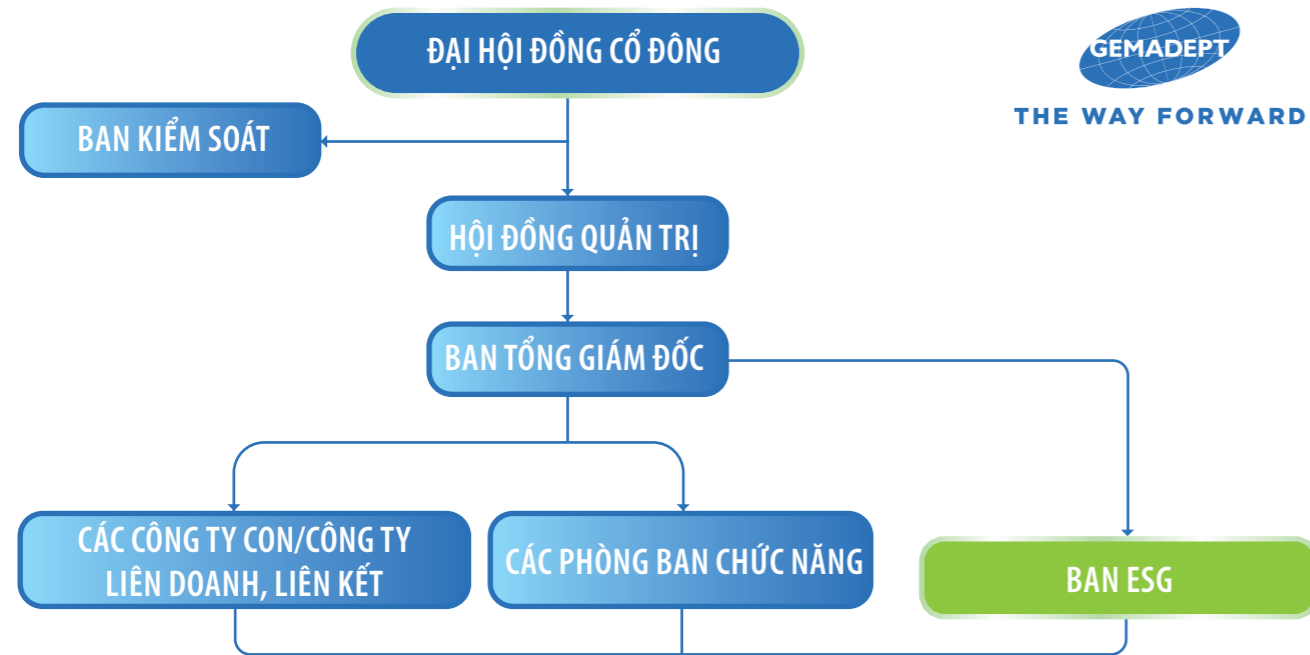 ĐẠI HỘI ĐỒNG CỔ ĐÔNG
GEMADEPT
THE WAY FORWARD
BAN KIỂM SOÁT
HỘI ĐỒNG QUẢN TRỊ
BAN TỔNG GIÁM ĐỐC
CÁC CÔNG TY CON/CÔNG TY
LIÊN DOANH, LIÊN KẾT
CÁC PHÒNG BAN CHỨC NĂNG
BAN ESG